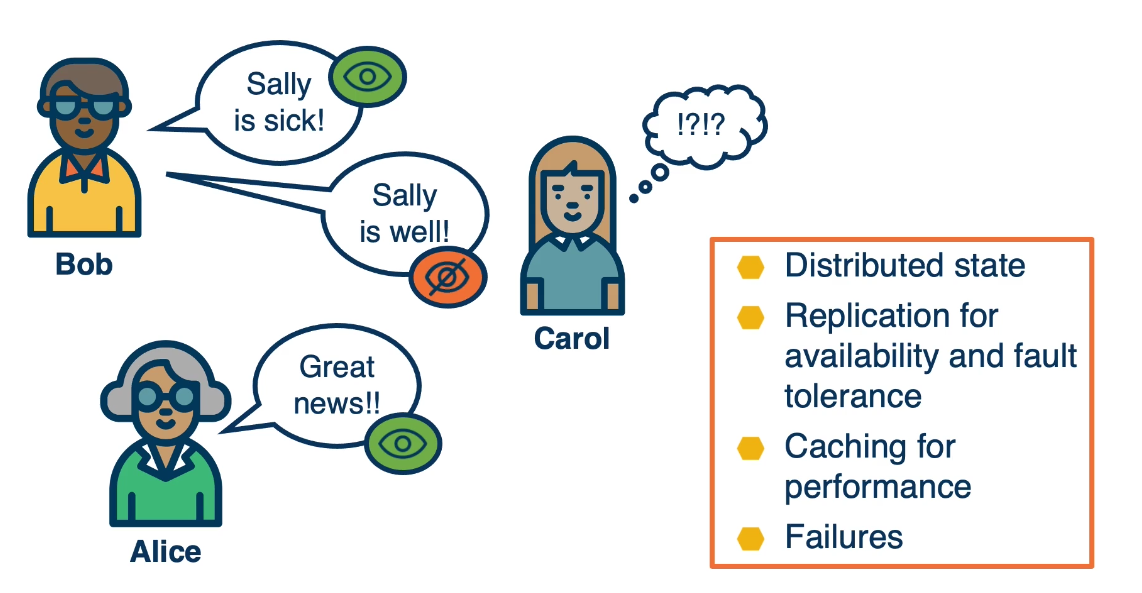 Sally
is sick!
Bob
Sally
is well!
!?!?
Carol
Great
news!!
Alice
Distributed state
Replication for
availability and fault
tolerance
Caching for
performance
Failures